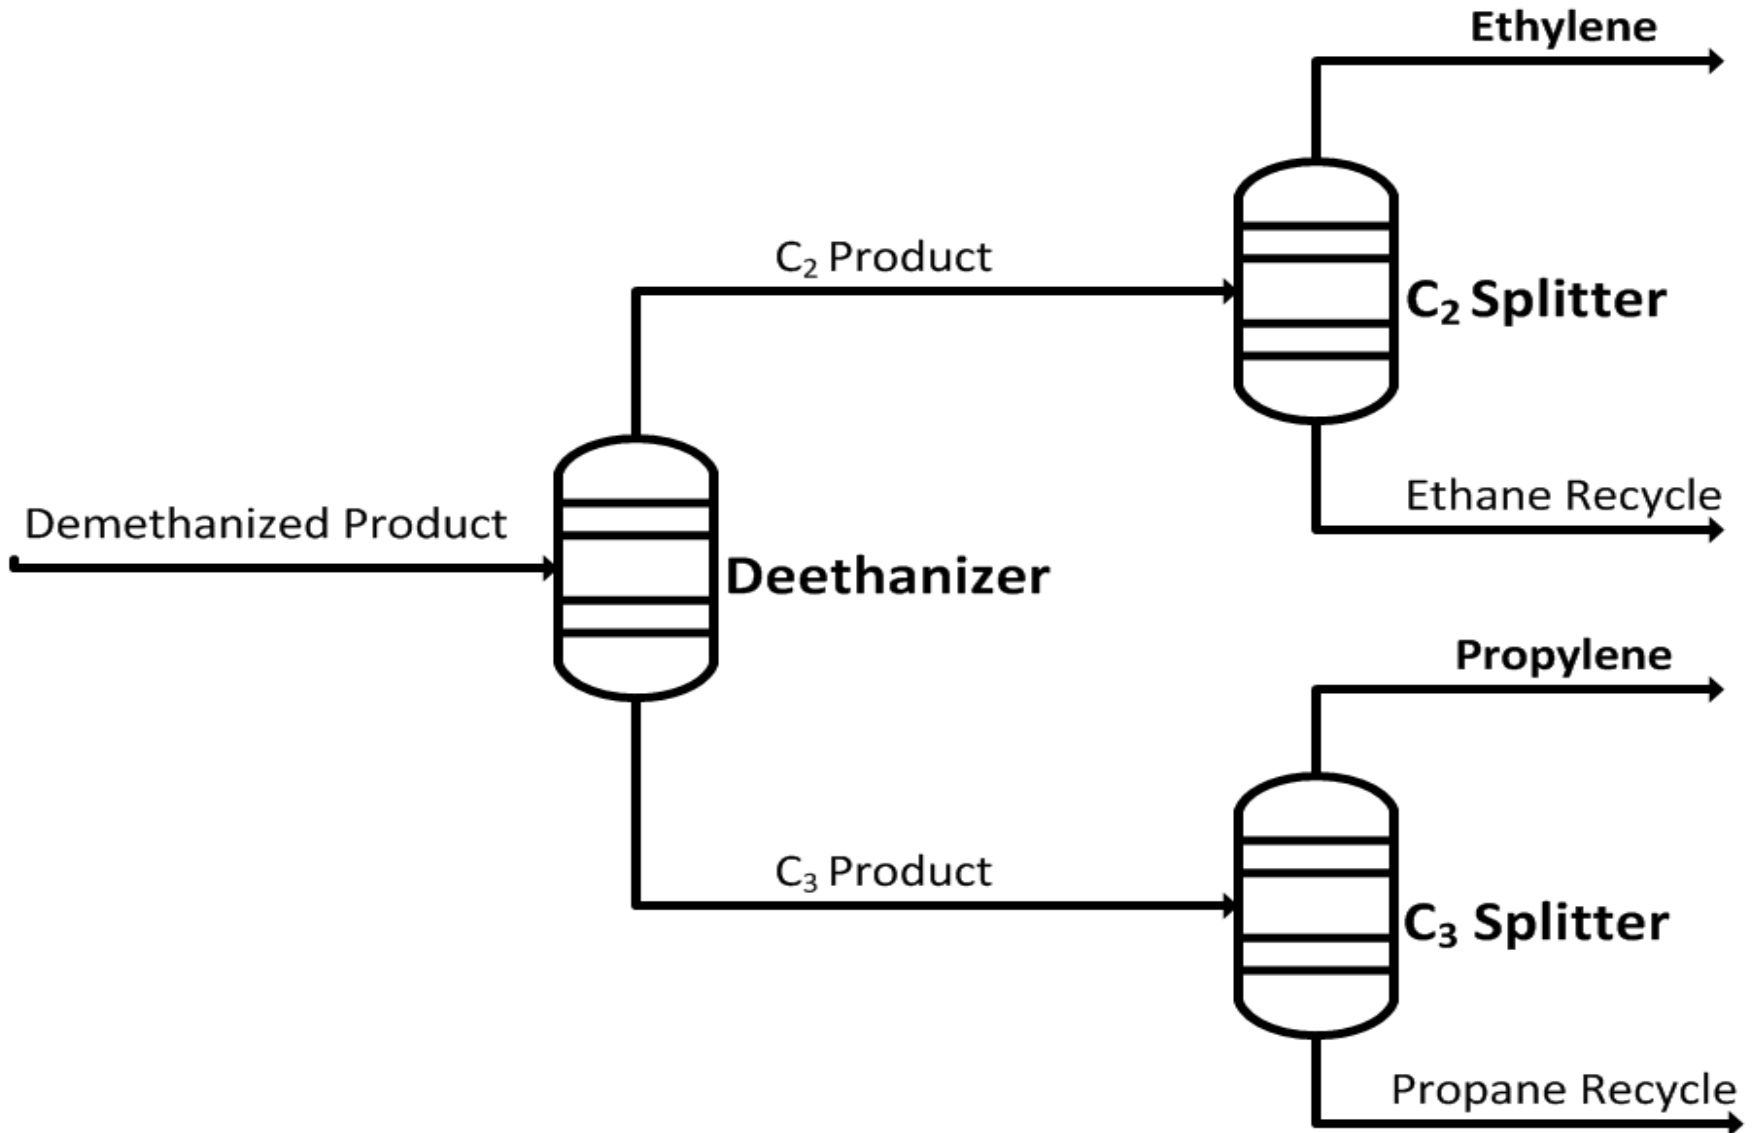 Ethylene
C₂ Product
C₂ Splitter
Ethane Recycle
Demethanized Product
Deethanizer
Propylene
C₃ Product
C₃ Splitter
Propane Recycle